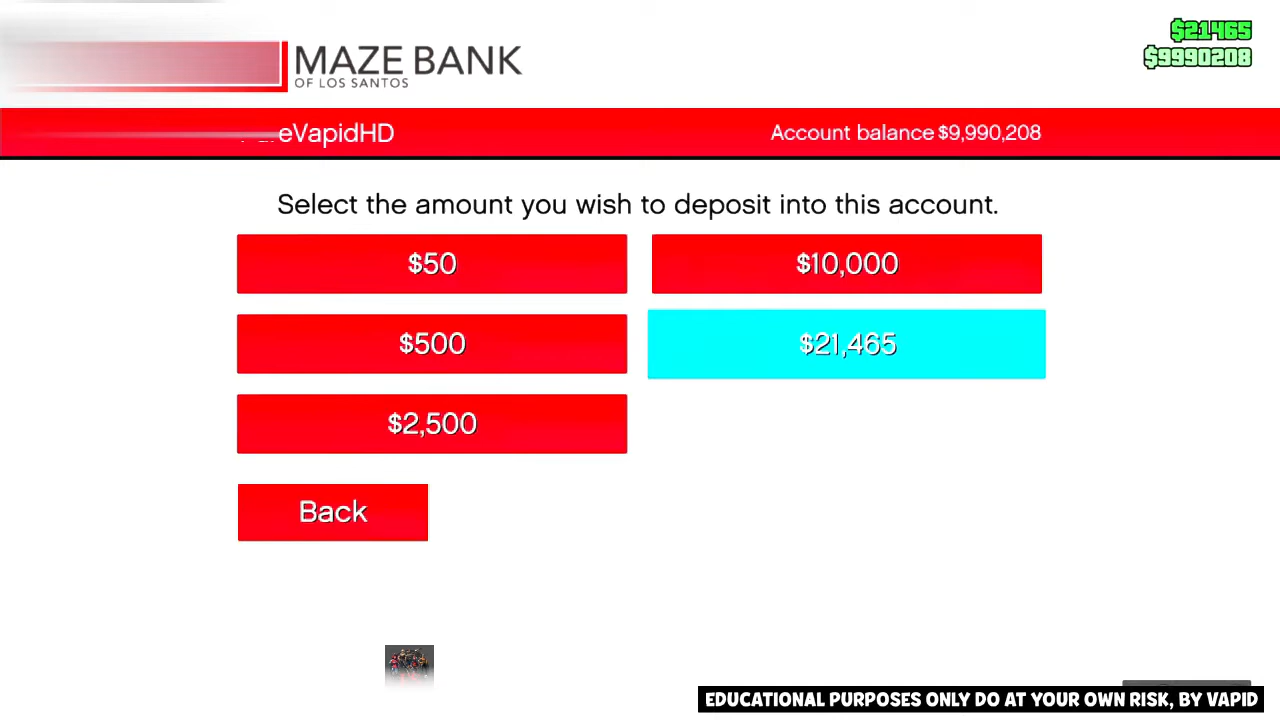 $21465
$9990208
MAZE BANK
OF LOS SANTOS
eVapidHD
Account balance $9,990,208
Select the amount you wish to deposit into this account.
$50
$10,000
$500
$21,465
$2,500
Back
EDUCATIONAL PURPOSES ONLY DO AT YOUR OWN RISK, BY VAPID